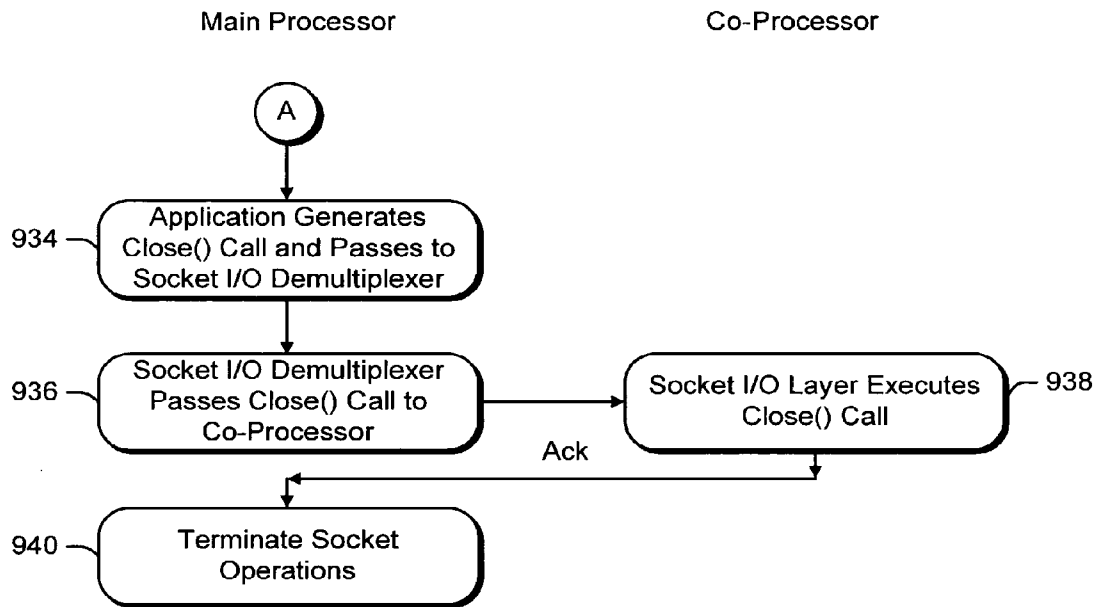 Main Processor
Co-Processor
A
934
Application Generates
Close() Call and Passes to
Socket I/O Demultiplexer
936
Socket I/O Demultiplexer
Passes Close() Call to
Co-Processor
Socket I/O Layer Executes
Close() Call
938
Ack
940
Terminate Socket
Operations